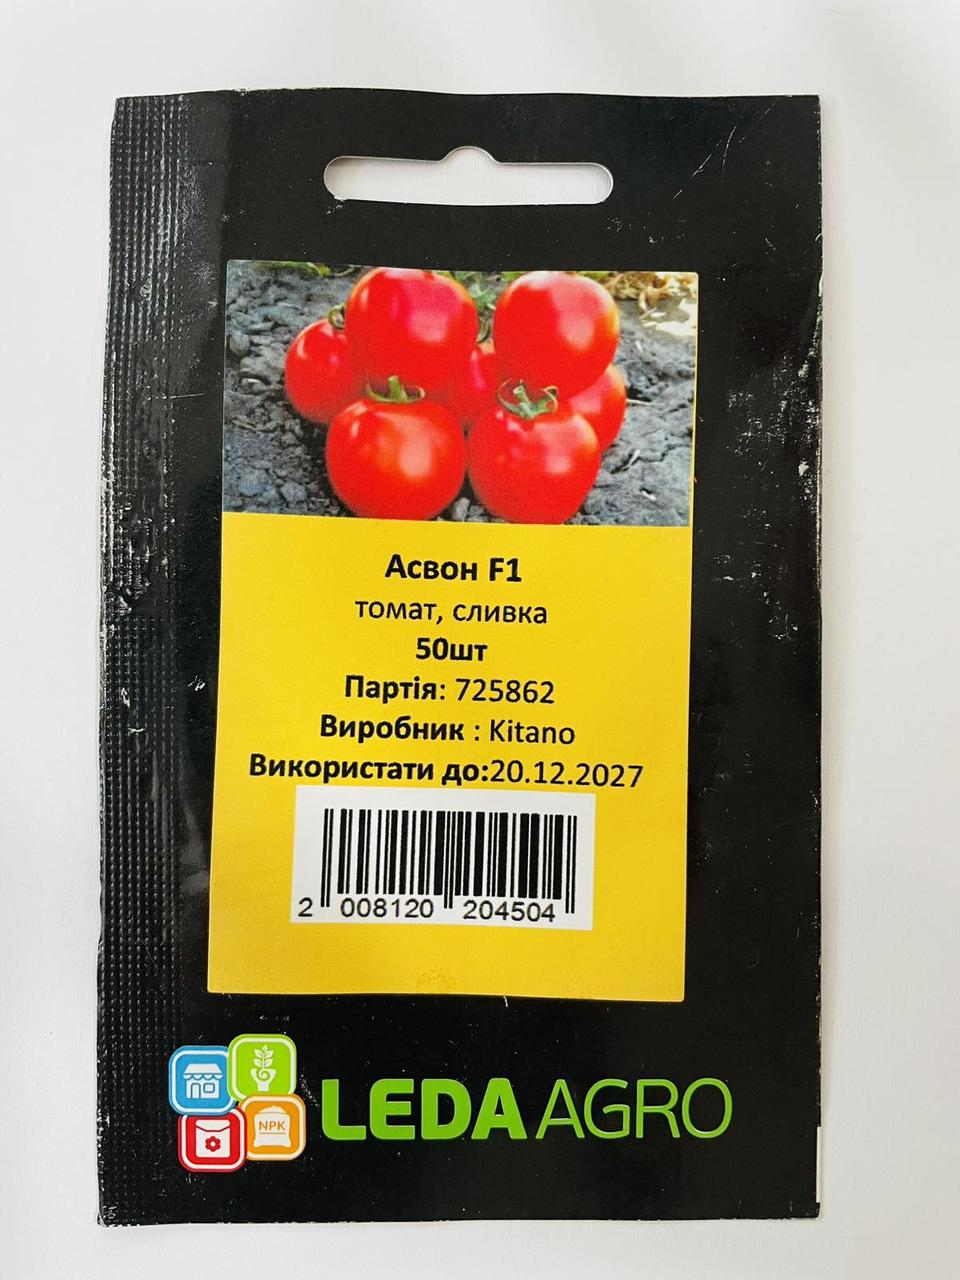 Асвон F1
томат, сливка
50шт
Партія: 725862
Виробник : Kitano
Використати до:20.12.2027
2 008120 204504
NPK
LEDA AGRO